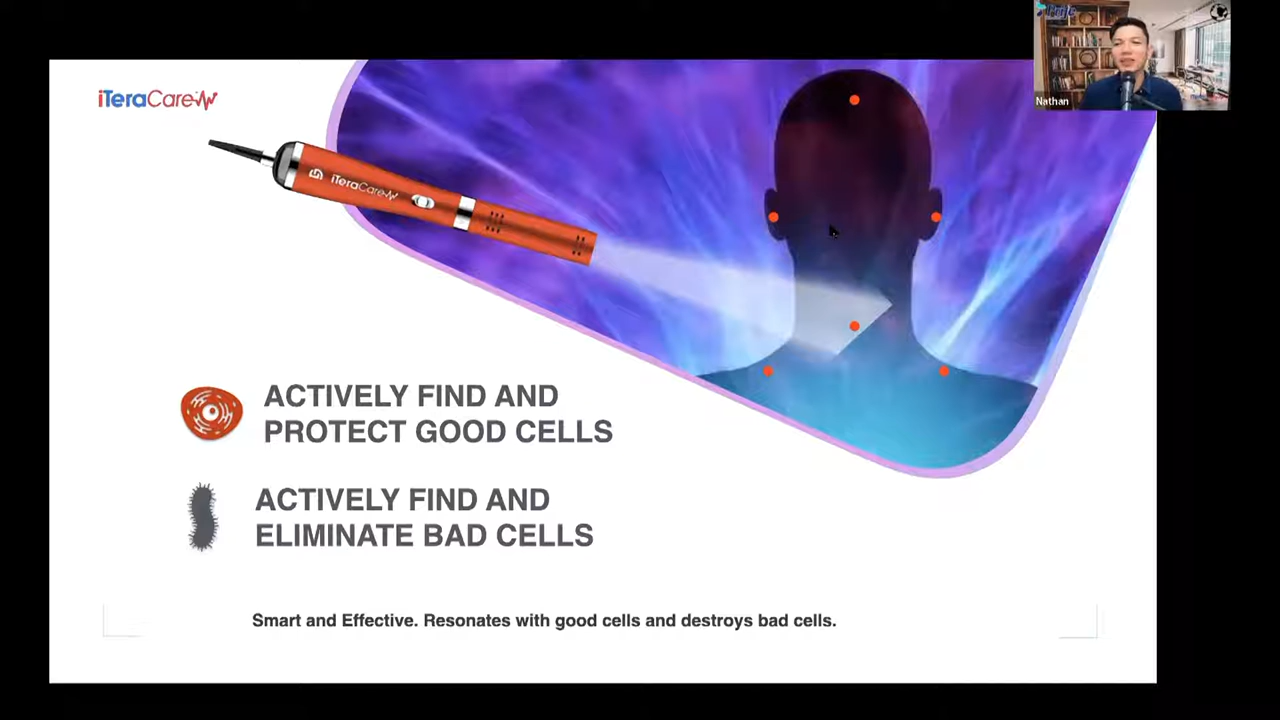 iTeraCare
iTeraCare
Prife
Nathan
ACTIVELY FIND AND
PROTECT GOOD CELLS
ACTIVELY FIND AND
ELIMINATE BAD CELLS
Smart and Effective. Resonates with good cells and destroys bad cells.